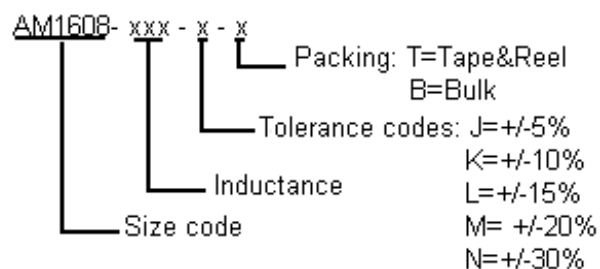 AM1608- xxx - x - x
Packing: T=Tape&Reel
B=Bulk
Tolerance codes: J=+/-5%
K=+/-10%
Inductance
L=+/-15%
Size code
M= +/-20%
N=+/-30%